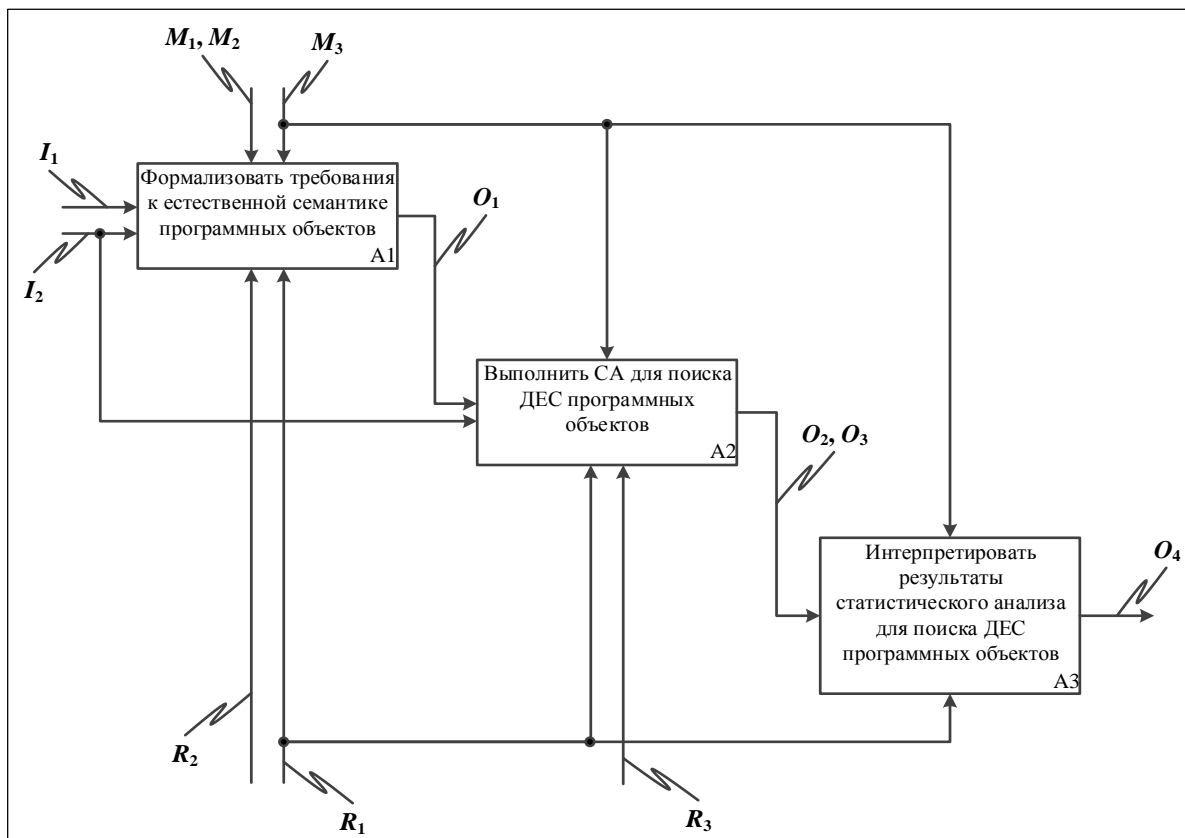 M₁, M₂
M₃
I₁
Формализовать требования
к естественной семантике
программных объектов
A1
O₁
I₂
Выполнить СА для поиска
ДЕС программных
объектов
A2
O₂, O₃
Интерпретировать
результаты
статистического анализа
для поиска ДЕС
программных объектов
A3
O₄
R₂
R₁
R₃